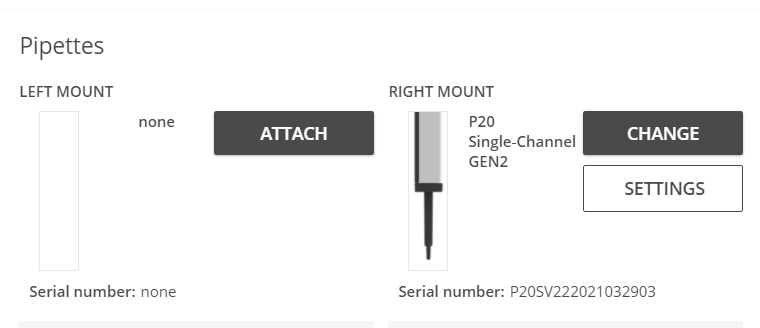 Pipettes
LEFT MOUNT
none
ATTACH
Serial number: none
RIGHT MOUNT
P20
Single-Channel
GEN2
CHANGE
SETTINGS
Serial number: P20SV222021032903